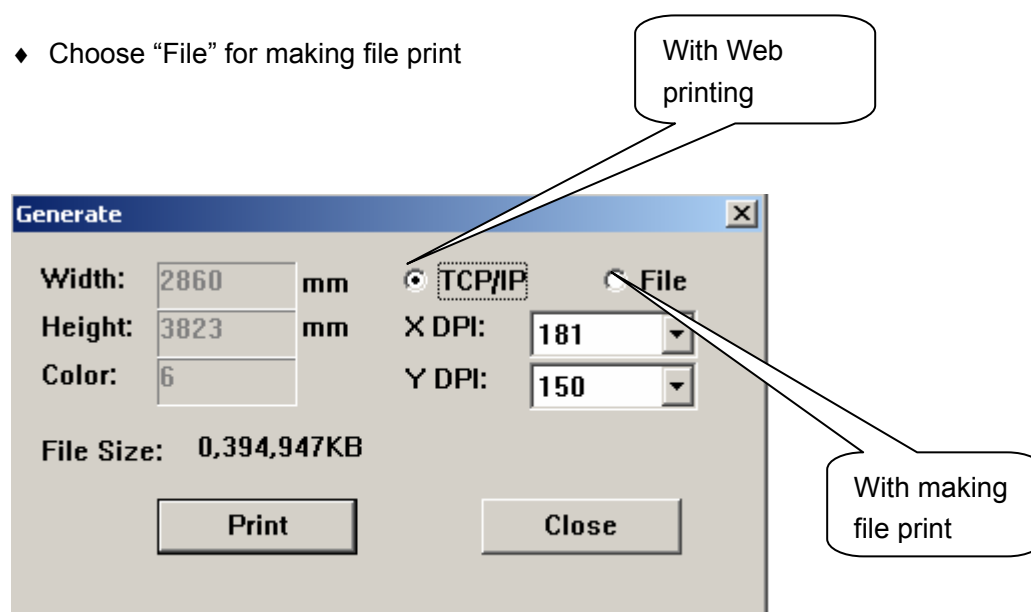 ♦ Choose “File” for making file print
With Web
printing
Generate
Width: 2860 mm TCP/IP File
Height: 3823 mm X DPI: 181
Color: 6 Y DPI: 150
File Size: 0,394,947KB
Print Close
With making
file print